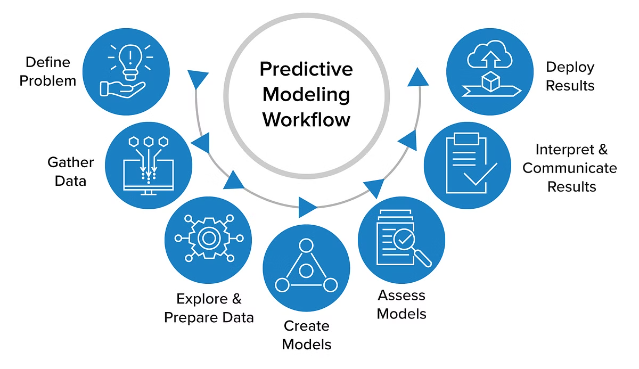 Predictive
Modeling
Workflow
Define
Problem
Gather
Data
Explore &
Prepare Data
Create
Models
Assess
Models
Interpret &
Communicate
Results
Deploy
Results